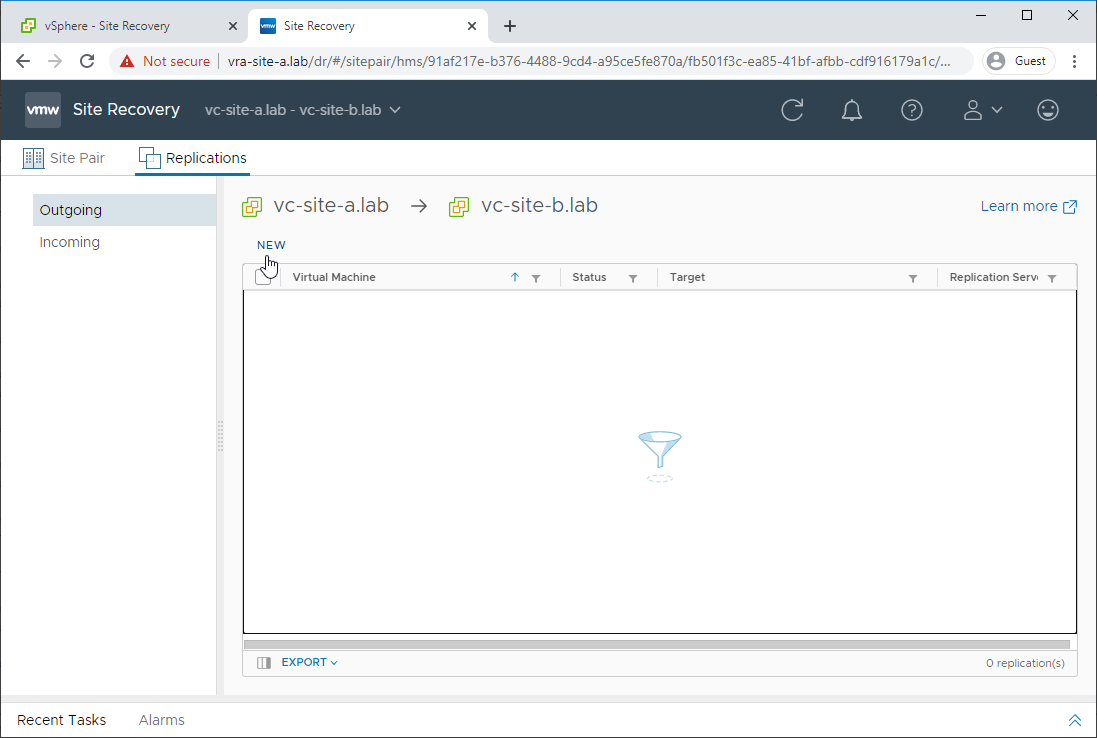 vSphere - Site Recovery
vmw Site Recovery
Not secure vra-site-a.lab/dr/#/sitepair/hms/91af217e-b376-4488-9cd4-a95ce5fe870a/fb501f3c-ea85-41bf-afbb-cdf916179a1c/... Guest
vmw Site Recovery vc-site-a.lab - vc-site-b.lab
Site Pair Replications
Outgoing
Incoming
vc-site-a.lab → vc-site-b.lab Learn more
NEW
Virtual Machine Status Target Replication Serv
EXPORT 0 replication(s)
Recent Tasks Alarms